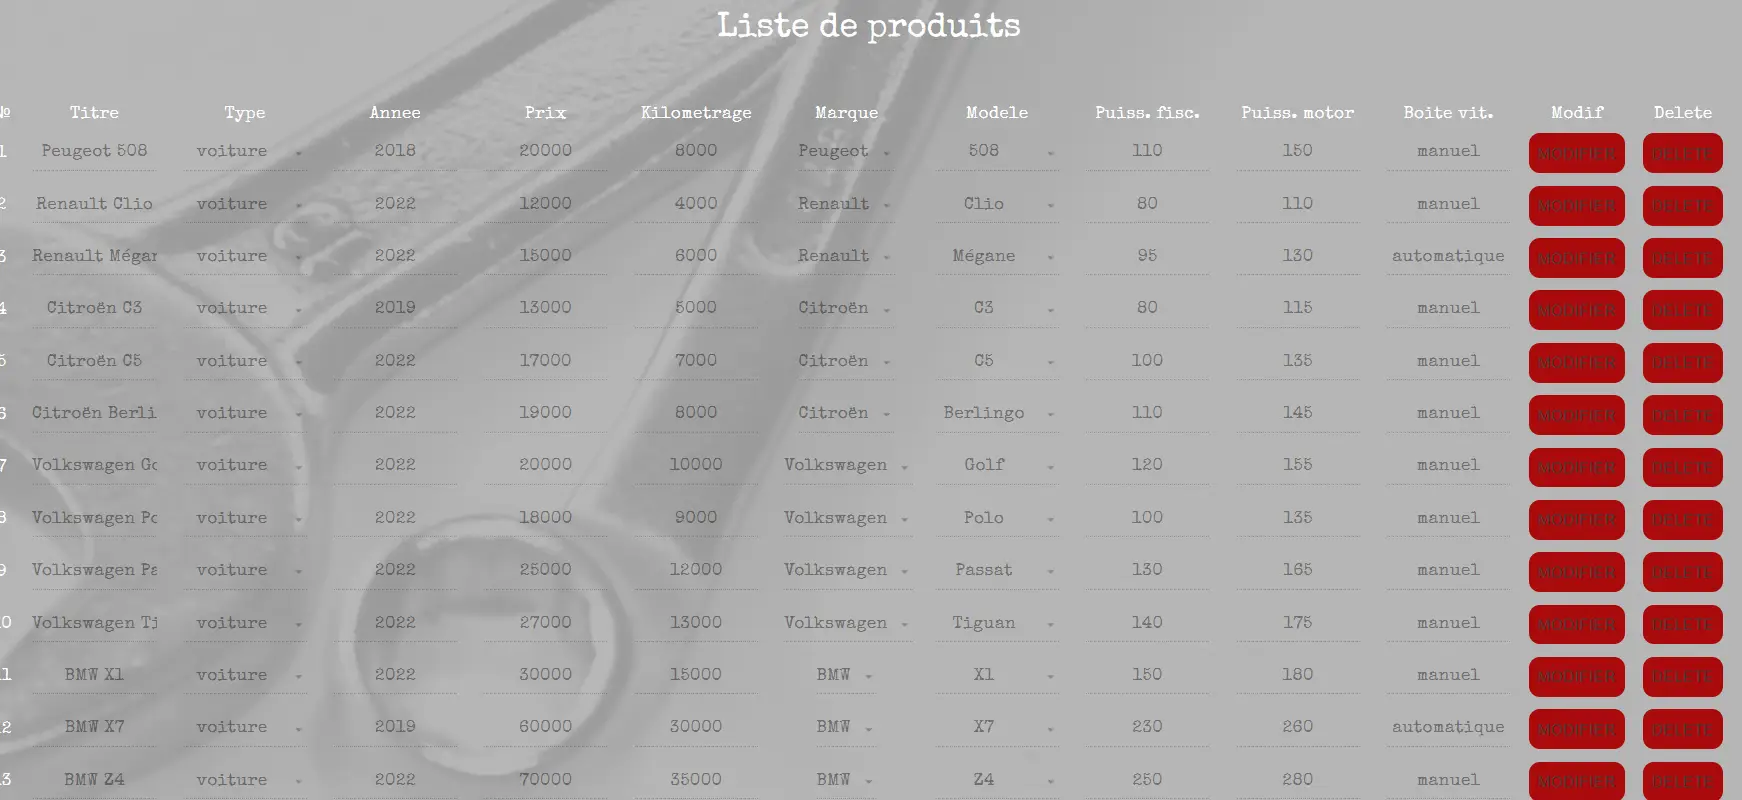 Liste de produits
№ Titre Type Annee Prix Kilometrage Marque Modele Puiss. fisc. Puiss. motor Boite vit. Modif Delete
1 Peugeot 508 voiture 2018 20000 8000 Peugeot 508 110 150 manuel MODIFIER DELETE
2 Renault Clio voiture 2022 12000 4000 Renault Clio 80 110 manuel MODIFIER DELETE
3 Renault Mégan voiture 2022 15000 6000 Renault Mégane 95 130 automatique MODIFIER DELETE
4 Citroën C3 voiture 2019 13000 5000 Citroën C3 80 115 manuel MODIFIER DELETE
5 Citroën C5 voiture 2022 17000 7000 Citroën C5 100 135 manuel MODIFIER DELETE
6 Citroën Berli voiture 2022 19000 8000 Citroën Berlingo 110 145 manuel MODIFIER DELETE
7 Volkswagen Go voiture 2022 20000 10000 Volkswagen Golf 120 155 manuel MODIFIER DELETE
8 Volkswagen Po voiture 2022 18000 9000 Volkswagen Polo 100 135 manuel MODIFIER DELETE
9 Volkswagen Pa voiture 2022 25000 12000 Volkswagen Passat 130 165 manuel MODIFIER DELETE
10 Volkswagen Ti voiture 2022 27000 13000 Volkswagen Tiguan 140 175 manuel MODIFIER DELETE
11 BMW X1 voiture 2022 30000 15000 BMW X1 150 180 manuel MODIFIER DELETE
12 BMW X7 voiture 2019 60000 30000 BMW X7 230 260 automatique MODIFIER DELETE
13 BMW Z4 voiture 2022 70000 35000 BMW Z4 250 280 manuel MODIFIER DELETE